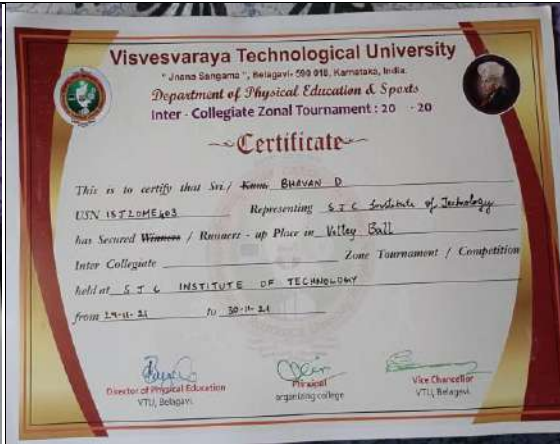 Visvesvaraya Technological University
" Jnana Sangama ", Belagavi- 590 018, Karnataka, India.
Department of Physical Education & Sports
Inter - Collegiate Zonal Tournament : 20 - 20
Certificate
This is to certify that Sri./ Kum. BHAVAN D
USN 1SJ20ME403 Representing S J C Institute of Technology
has Secured Winners / Runners - up Place in Volley Ball
Inter Collegiate Zone Tournament / Competition
held at S J C INSTITUTE OF TECHNOLOGY
from 29-11-21 to 30-11-21
Director of Physical Education
VTU, Belagavi.
Principal
organizing college
Vice Chancellor
VTU, Belagavi.